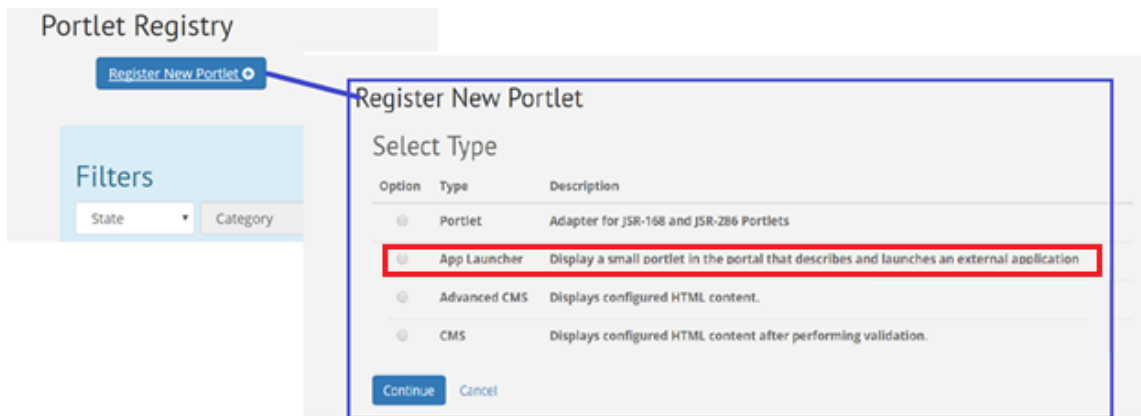 Portlet Registry
Register New Portlet
Filters
State
Category
Register New Portlet
Select Type
Option Type Description
Portlet Adapter for JSR-168 and JSR-286 Portlets
App Launcher Display a small portlet in the portal that describes and launches an external application
Advanced CMS Displays configured HTML content.
CMS Displays configured HTML content after performing validation.
Continue Cancel